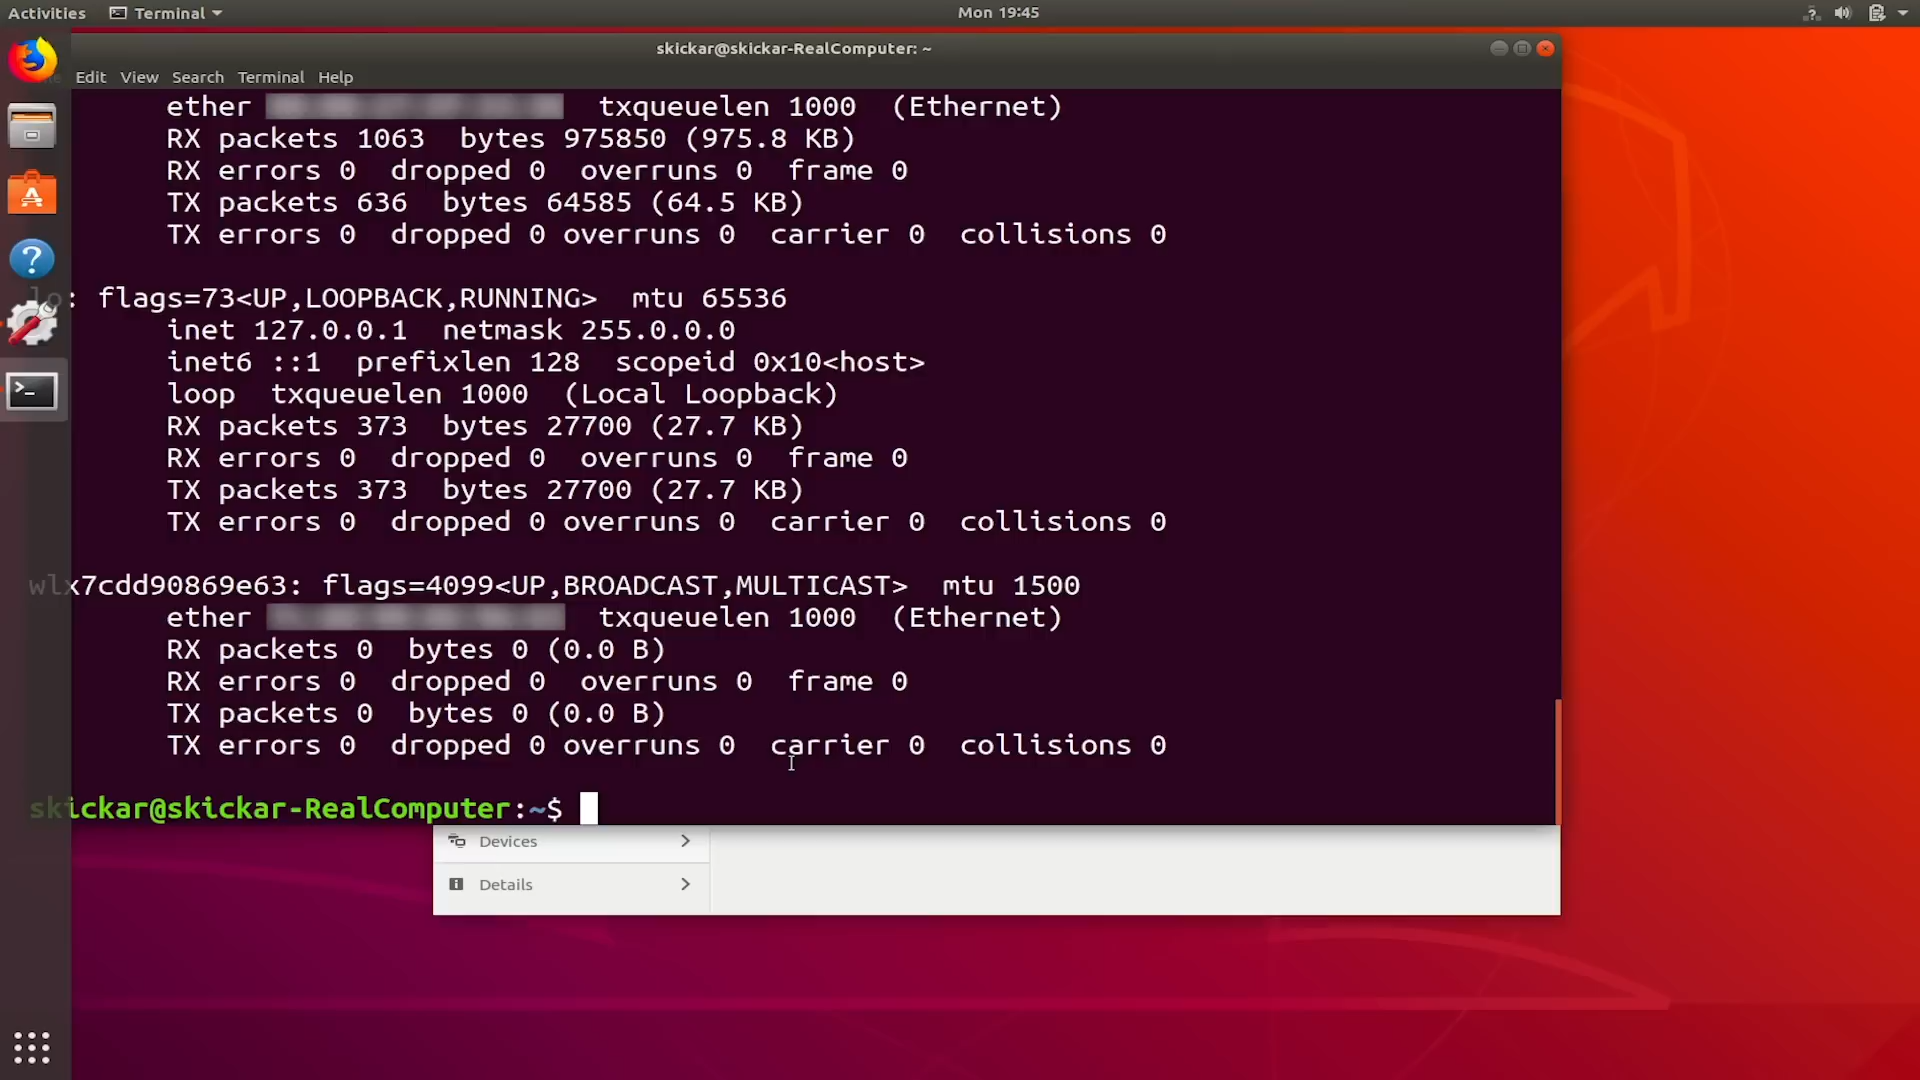 Activities Terminal Mon 19:45
skickar@skickar-RealComputer: ~
Edit View Search Terminal Help
ether txqueuelen 1000 (Ethernet)
RX packets 1063 bytes 975850 (975.8 KB)
RX errors 0 dropped 0 overruns 0 frame 0
TX packets 636 bytes 64585 (64.5 KB)
TX errors 0 dropped 0 overruns 0 carrier 0 collisions 0
lo: flags=73<UP,LOOPBACK,RUNNING> mtu 65536
inet 127.0.0.1 netmask 255.0.0.0
inet6 ::1 prefixlen 128 scopeid 0x10<host>
loop txqueuelen 1000 (Local Loopback)
RX packets 373 bytes 27700 (27.7 KB)
RX errors 0 dropped 0 overruns 0 frame 0
TX packets 373 bytes 27700 (27.7 KB)
TX errors 0 dropped 0 overruns 0 carrier 0 collisions 0
wlx7cdd90869e63: flags=4099<UP,BROADCAST,MULTICAST> mtu 1500
ether txqueuelen 1000 (Ethernet)
RX packets 0 bytes 0 (0.0 B)
RX errors 0 dropped 0 overruns 0 frame 0
TX packets 0 bytes 0 (0.0 B)
TX errors 0 dropped 0 overruns 0 carrier 0 collisions 0
skickar@skickar-RealComputer:~$
Devices
Details